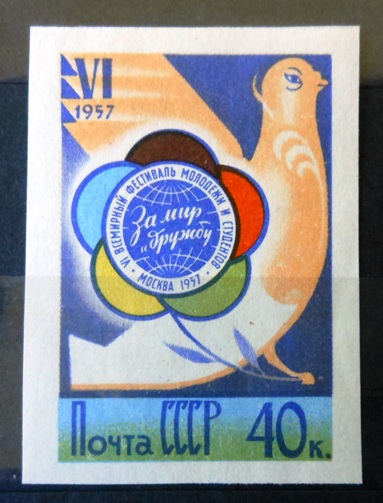 VI
1957
VI ВСЕМИРНЫЙ ФЕСТИВАЛЬ МОЛОДЕЖИ И СТУДЕНТОВ
• МОСКВА 1957 •
За мир
и дружбу
Почта СССР 40к.